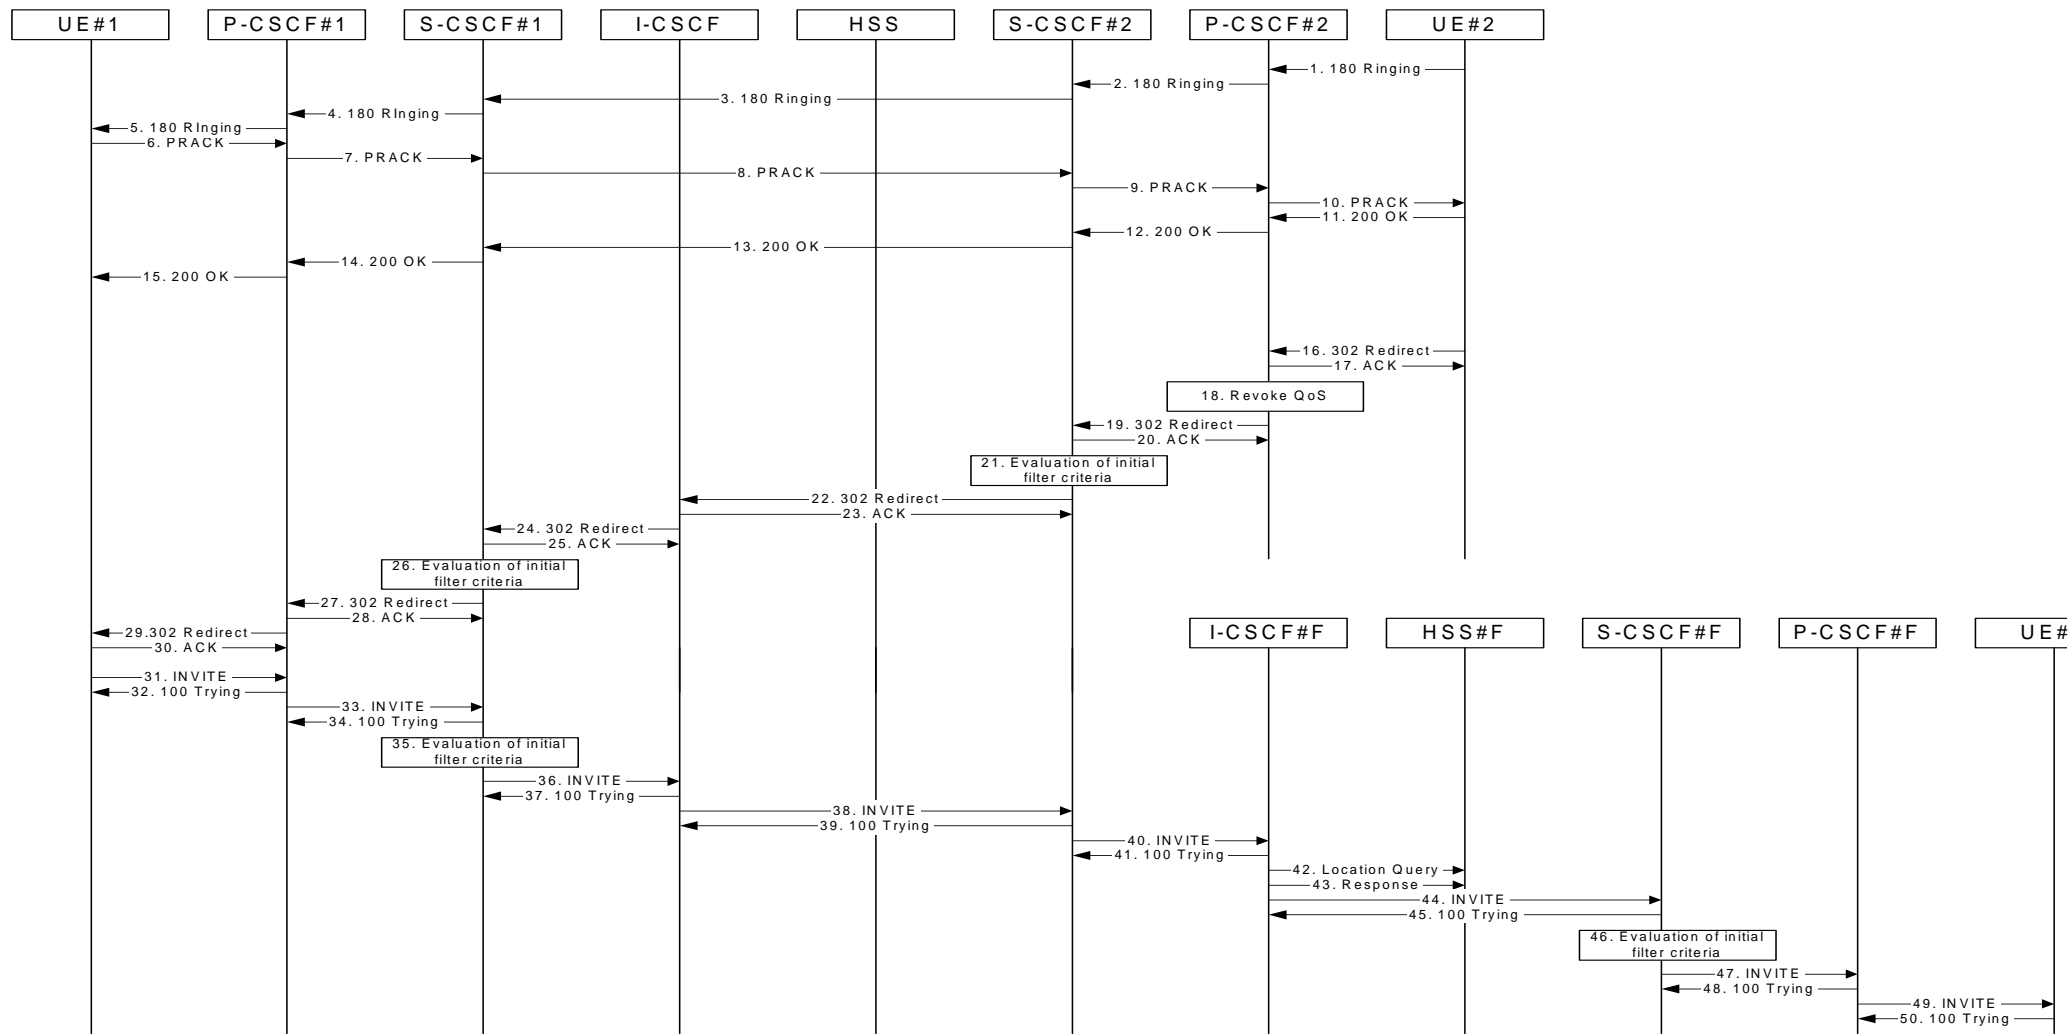 UE#1
P-CSCF#1
S-CSCF#1
I-CSCF
HSS
S-CSCF#2
P-CSCF#2
UE#2
1. 180 Ringing
2. 180 Ringing
3. 180 Ringing
4. 180 RInging
5. 180 RInging
6. PRACK
7. PRACK
8. PRACK
9. PRACK
10. PRACK
11. 200 OK
12. 200 OK
13. 200 OK
14. 200 OK
15. 200 OK
16. 302 Redirect
17. ACK
18. Revoke QoS
19. 302 Redirect
20. ACK
21. Evaluation of initial
filter criteria
22. 302 Redirect
23. ACK
24. 302 Redirect
25. ACK
26. Evaluation of initial
filter criteria
27. 302 Redirect
28. ACK
29.302 Redirect
30. ACK
I-CSCF#F
HSS#F
S-CSCF#F
P-CSCF#F
UE#
31. INVITE
32. 100 Trying
33. INVITE
34. 100 Trying
35. Evaluation of initial
filter criteria
36. INVITE
37. 100 Trying
38. INVITE
39. 100 Trying
40. INVITE
41. 100 Trying
42. Location Query
43. Response
44. INVITE
45. 100 Trying
46. Evaluation of initial
filter criteria
47. INVITE
48. 100 Trying
49. INVITE
50. 100 Trying